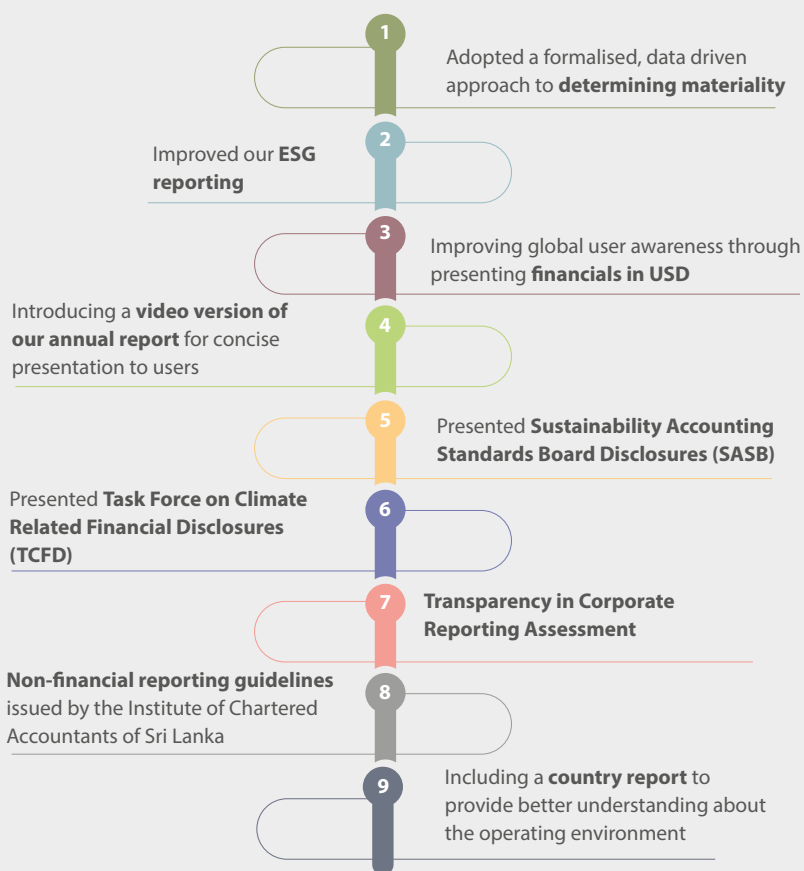 1
Adopted a formalised, data driven
approach to determining materiality
2
Improved our ESG
reporting
3
Improving global user awareness through
presenting financials in USD
4
Introducing a video version of
our annual report for concise
presentation to users
5
Presented Sustainability Accounting
Standards Board Disclosures (SASB)
6
Presented Task Force on Climate
Related Financial Disclosures
(TCFD)
7
Transparency in Corporate
Reporting Assessment
8
Non-financial reporting guidelines
issued by the Institute of Chartered
Accountants of Sri Lanka
9
Including a country report to
provide better understanding about
the operating environment